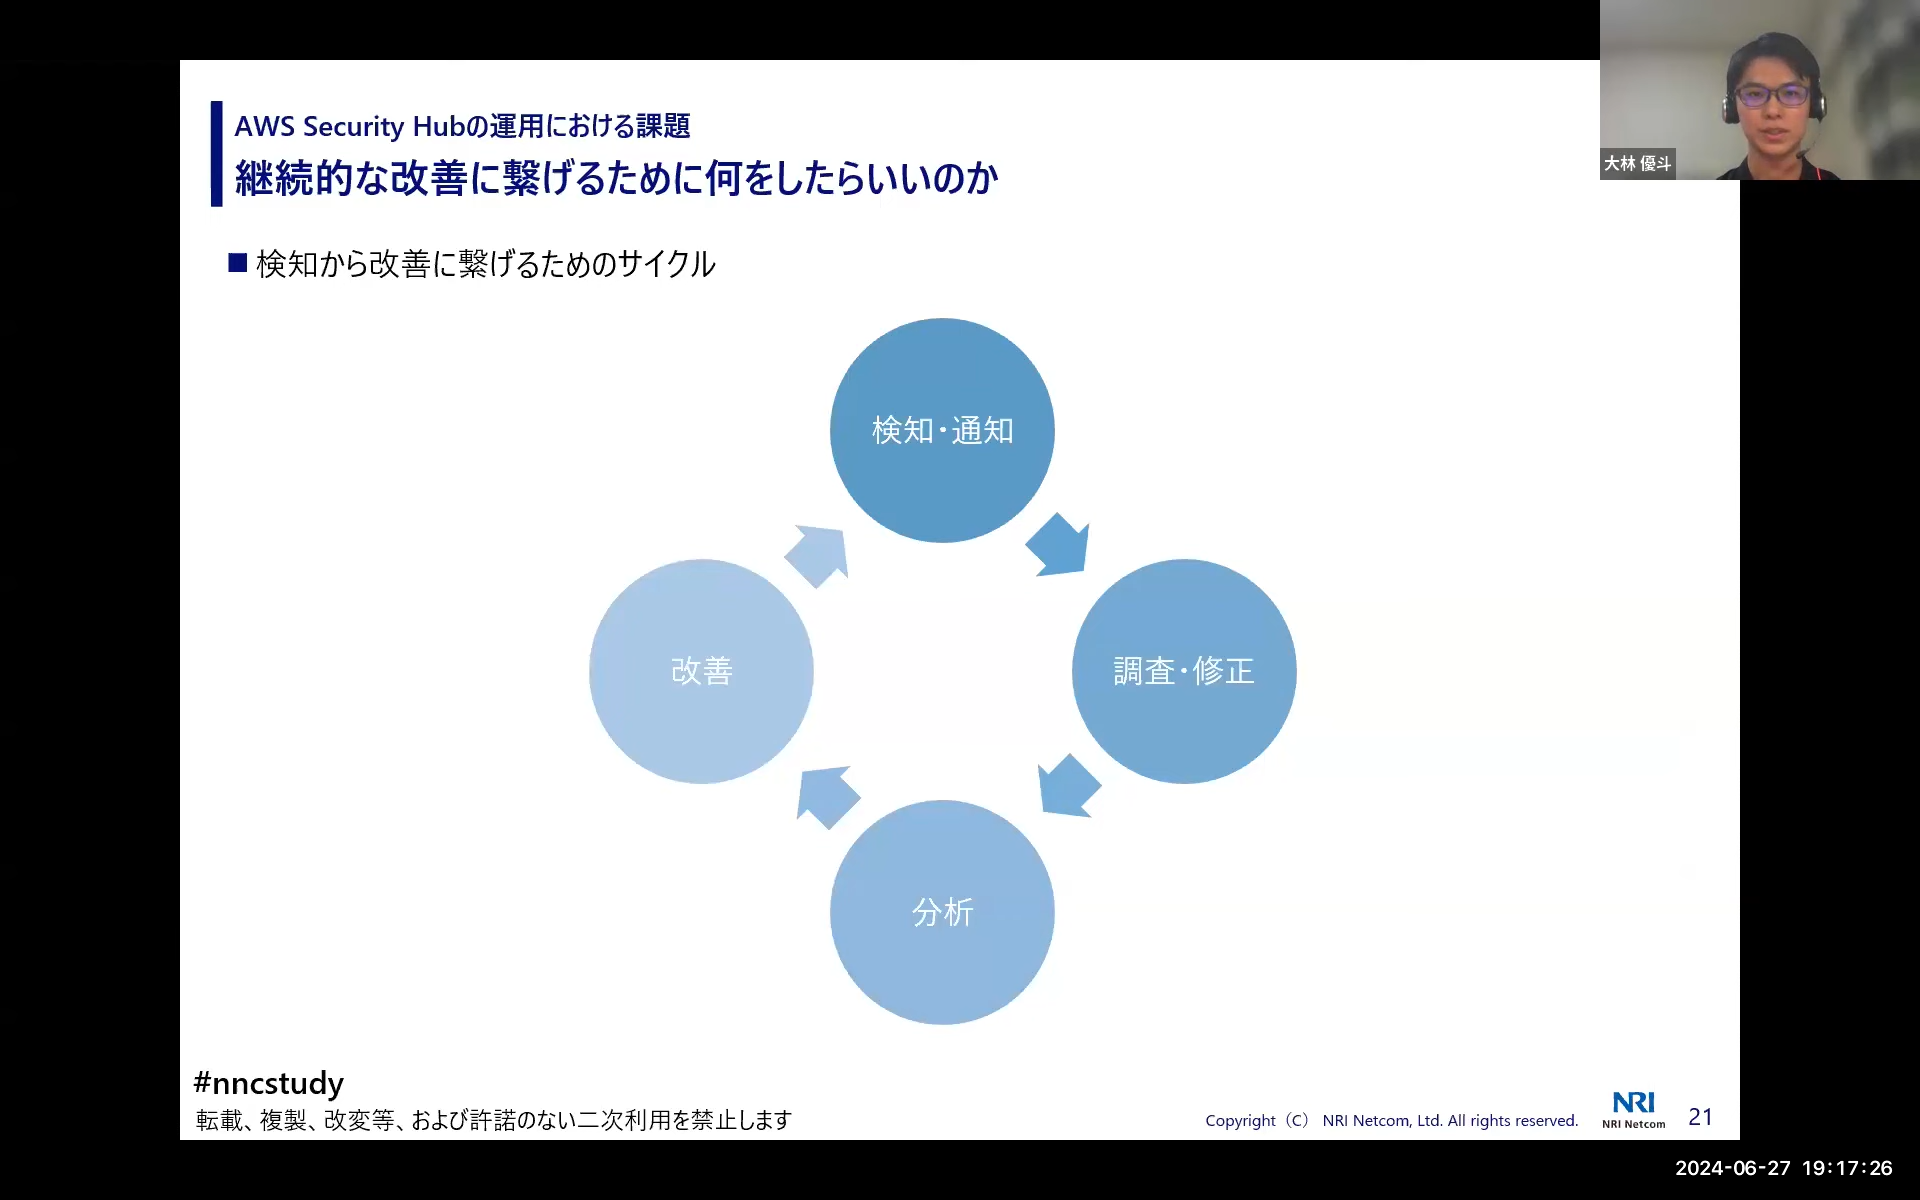 AWS Security Hubの運用における課題
継続的な改善に繋げるために何をしたらいいのか
大林 優斗
■ 検知から改善に繋げるためのサイクル
検知・通知
改善
調査・修正
分析
#nncstudy
転載、複製、改変等、および許諾のない二次利用を禁止します
Copyright（C） NRI Netcom, Ltd. All rights reserved.
NRI
NRI Netcom
21
2024-06-27 19:17:26